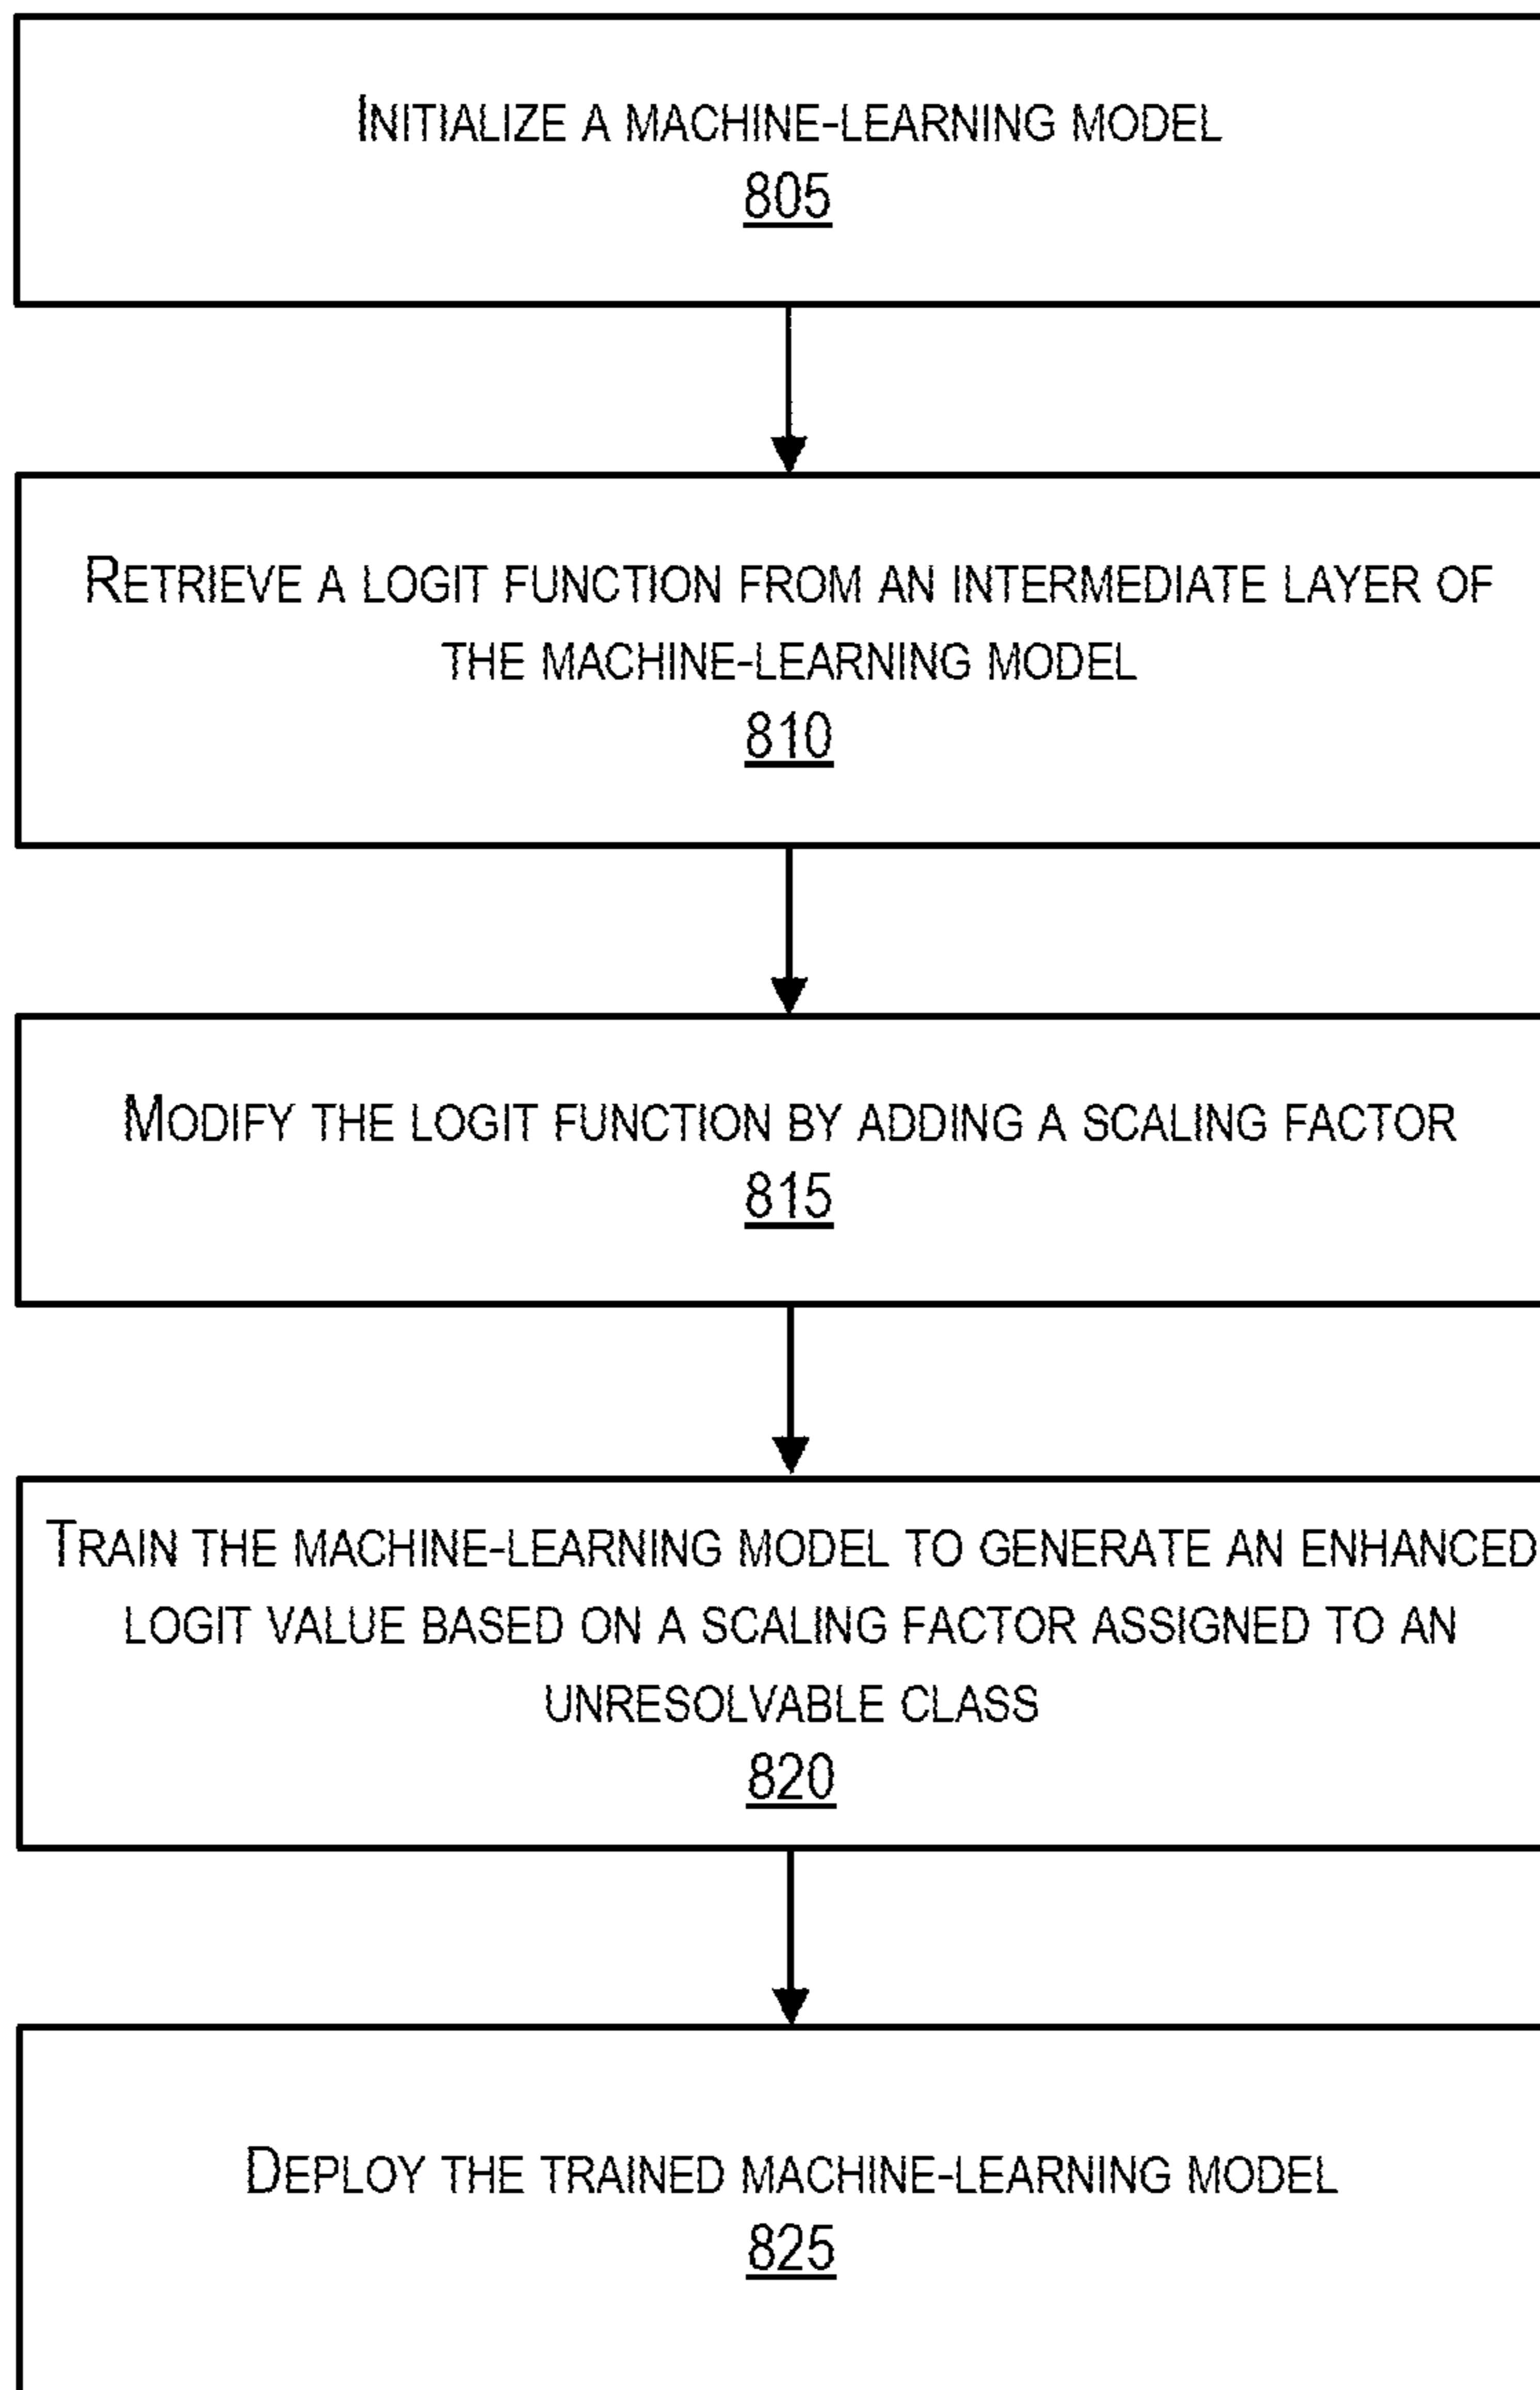 INITIALIZE A MACHINE-LEARNING MODEL
805
RETRIEVE A LOGIT FUNCTION FROM AN INTERMEDIATE LAYER OF
THE MACHINE-LEARNING MODEL
810
MODIFY THE LOGIT FUNCTION BY ADDING A SCALING FACTOR
815
TRAIN THE MACHINE-LEARNING MODEL TO GENERATE AN ENHANCED
LOGIT VALUE BASED ON A SCALING FACTOR ASSIGNED TO AN
UNRESOLVABLE CLASS
820
DEPLOY THE TRAINED MACHINE-LEARNING MODEL
825